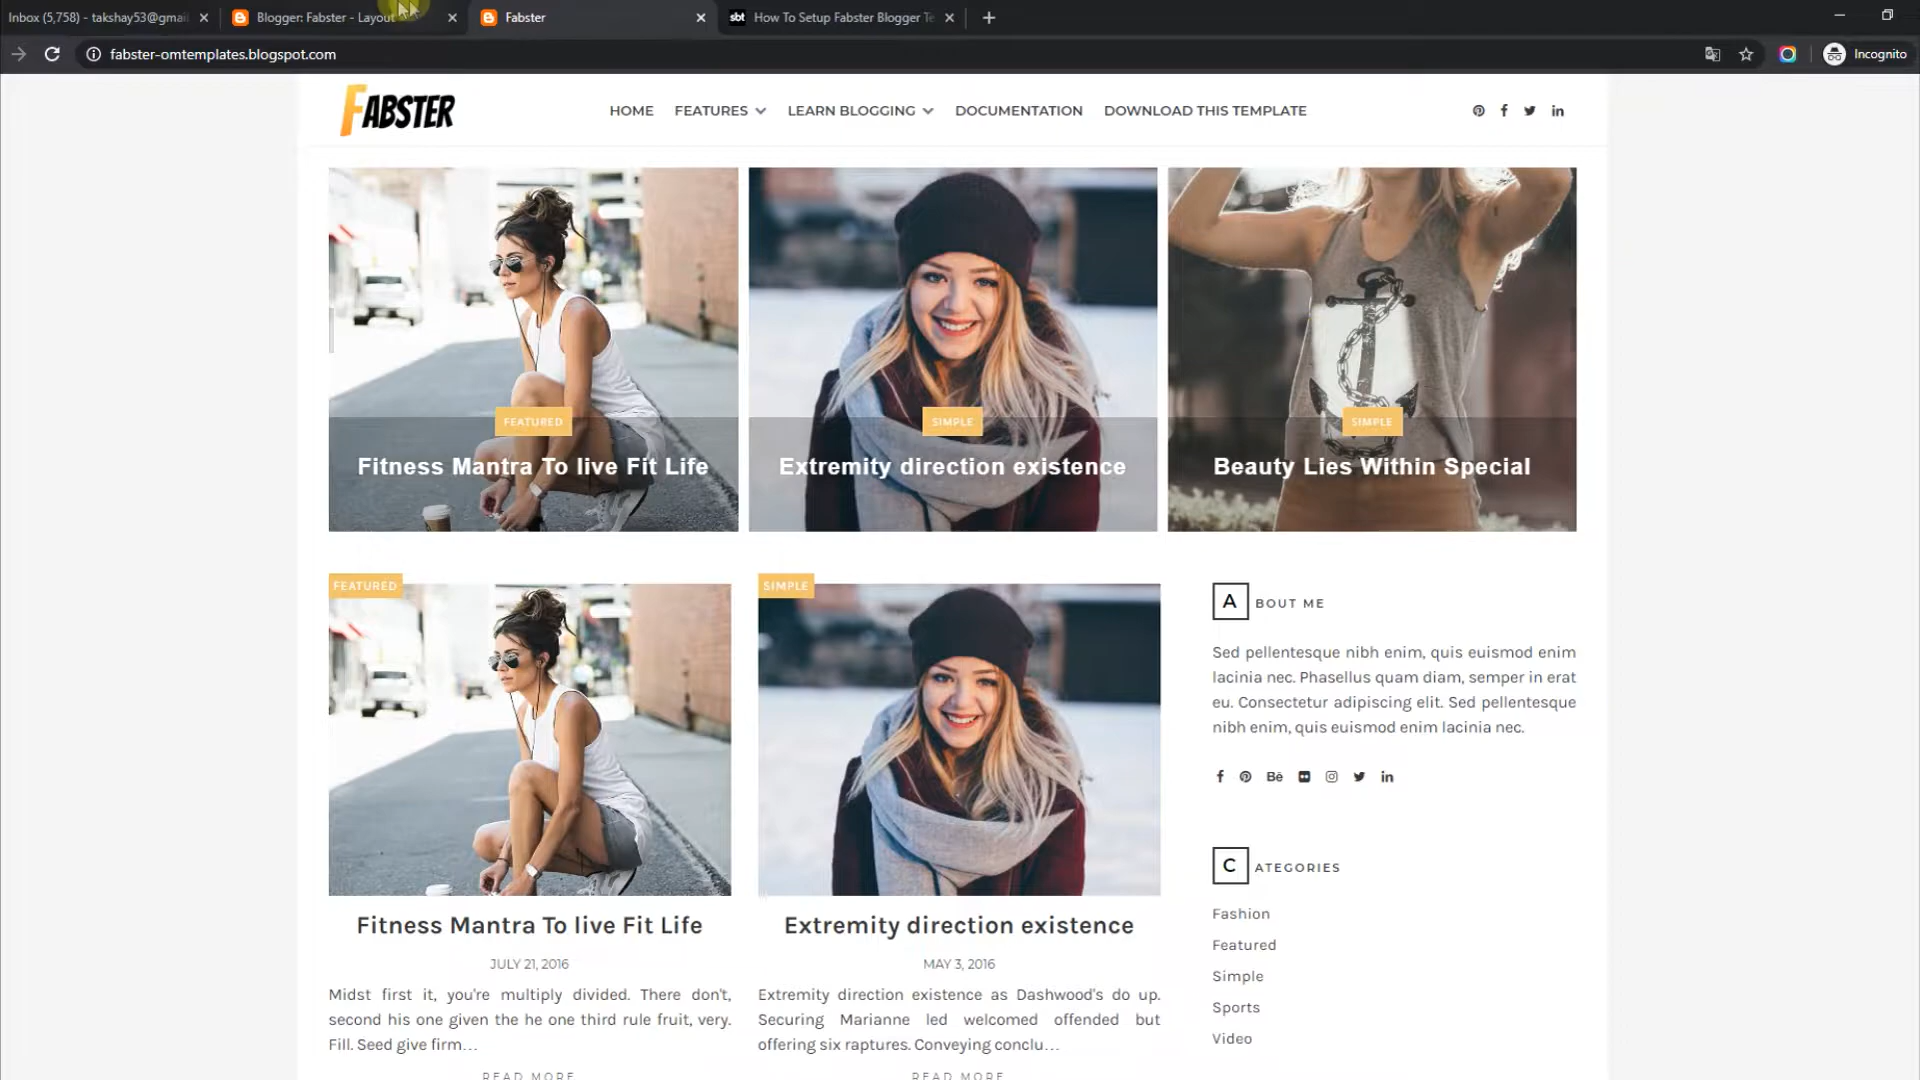 Inbox (5,758) - takshay53@gmai
Blogger: Fabster - Layout
Fabster
How To Setup Fabster Blogger Te
fabster-omtemplates.blogspot.com
Incognito
FABSTER
HOME
FEATURES
LEARN BLOGGING
DOCUMENTATION
DOWNLOAD THIS TEMPLATE
FEATURED
Fitness Mantra To live Fit Life
SIMPLE
Extremity direction existence
SIMPLE
Beauty Lies Within Special
FEATURED
Fitness Mantra To live Fit Life
JULY 21, 2016
Midst first it, you're multiply divided. There don't,
second his one given the he one third rule fruit, very.
Fill. Seed give firm...
READ MORE
SIMPLE
Extremity direction existence
MAY 3, 2016
Extremity direction existence as Dashwood's do up.
Securing Marianne led welcomed offended but
offering six raptures. Conveying conclu...
READ MORE
ABOUT ME
Sed pellentesque nibh enim, quis euismod enim
lacinia nec. Phasellus quam diam, semper in erat
eu. Consectetur adipiscing elit. Sed pellentesque
nibh enim, quis euismod enim lacinia nec.
CATEGORIES
Fashion
Featured
Simple
Sports
Video